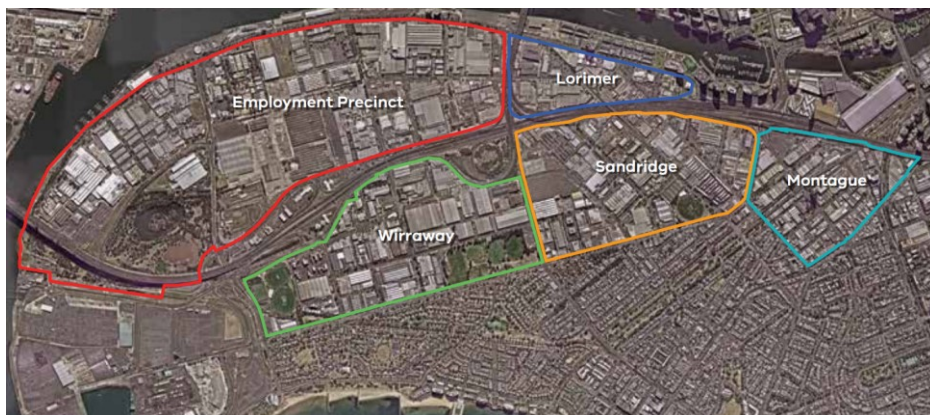 Lorimer
Employment Precinct
Sandridge
Montague
Wirraway